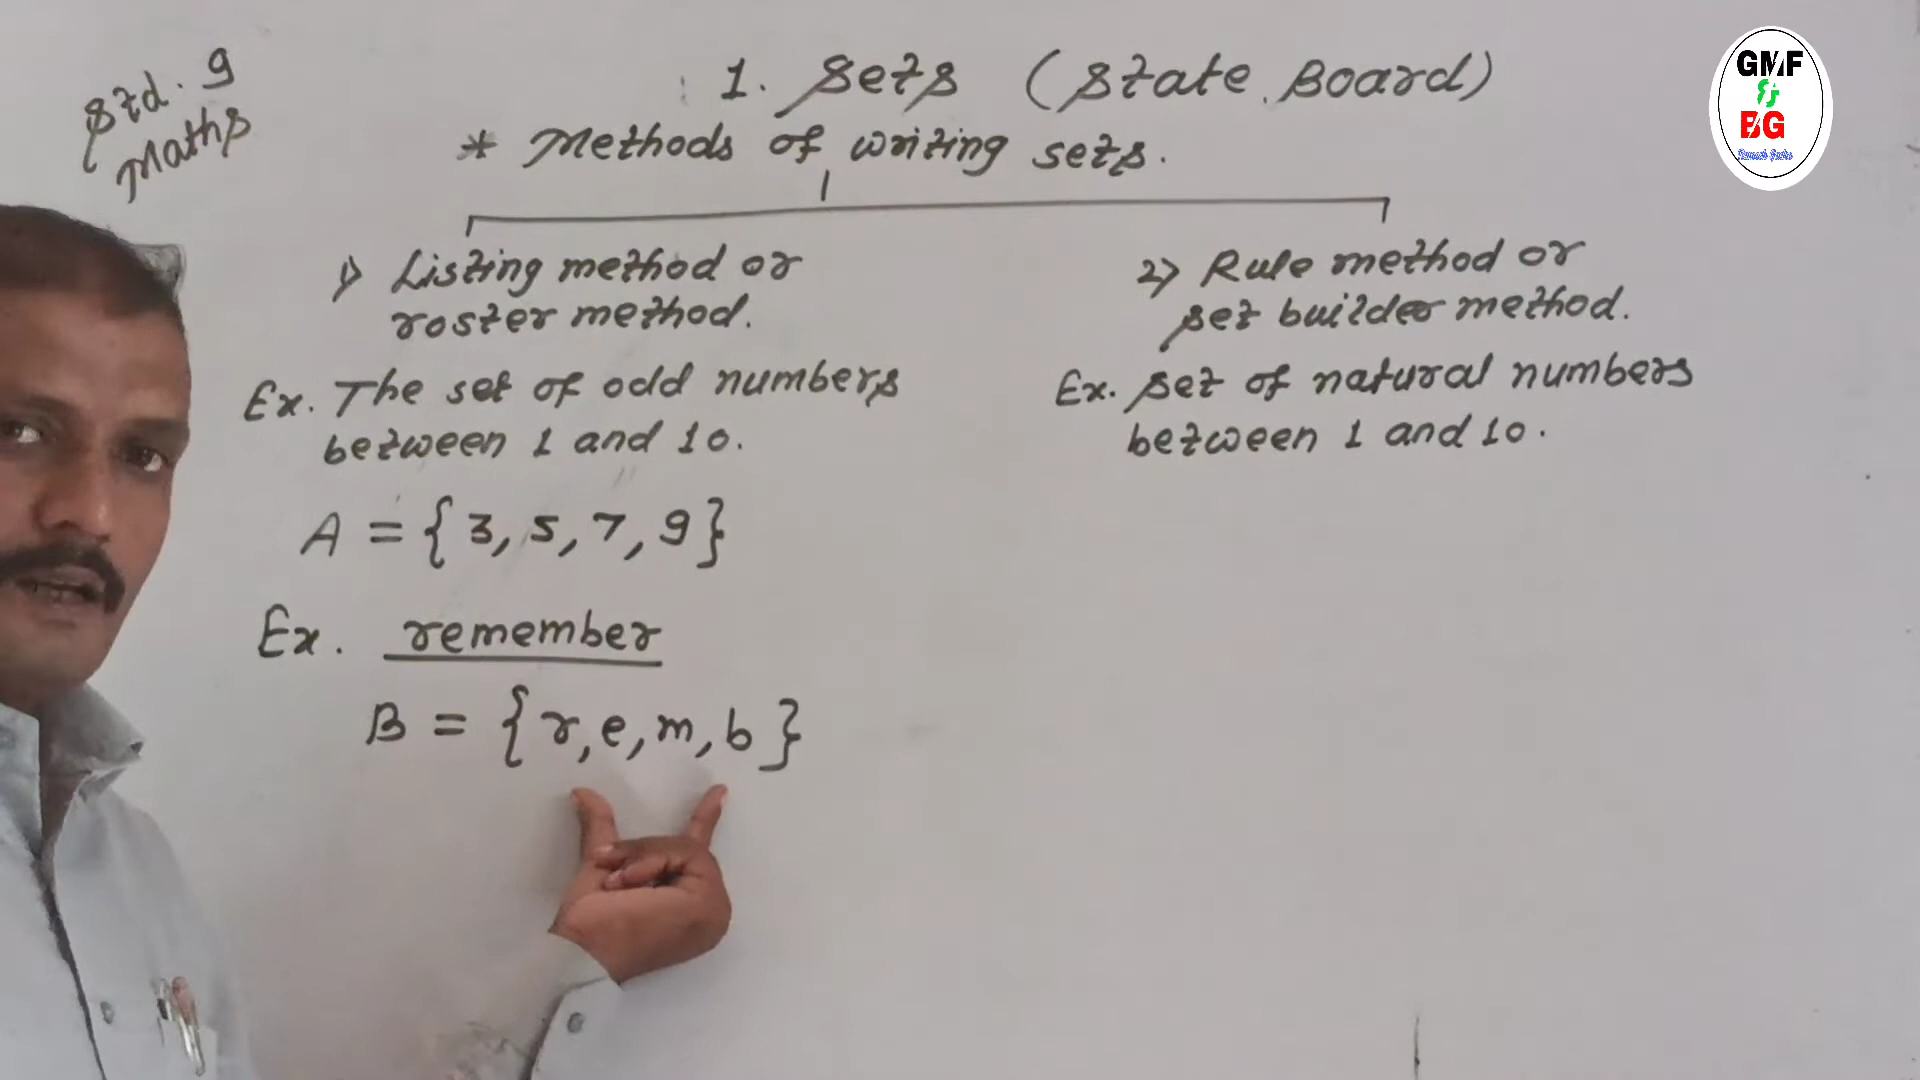 Std. 9
Maths
1. Sets (State Board)
* Methods of writing sets.
1) Listing method or
roster method.
Ex. The set of odd numbers
between 1 and 10.
A = {3, 5, 7, 9}
Ex. remember
B = {r, e, m, b}
2) Rule method or
set builder method.
Ex. Set of natural numbers
between 1 and 10.
GMF
BG